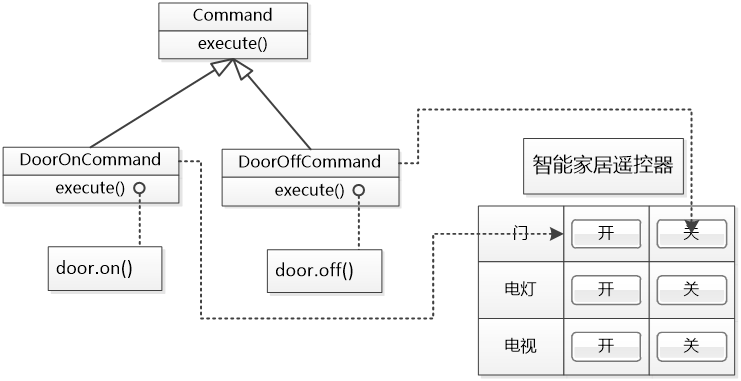 Command
execute()
DoorOnCommand
execute()
door.on()
DoorOffCommand
execute()
door.off()
智能家居遥控器
门 开 关
电灯 开 关
电视 开 关